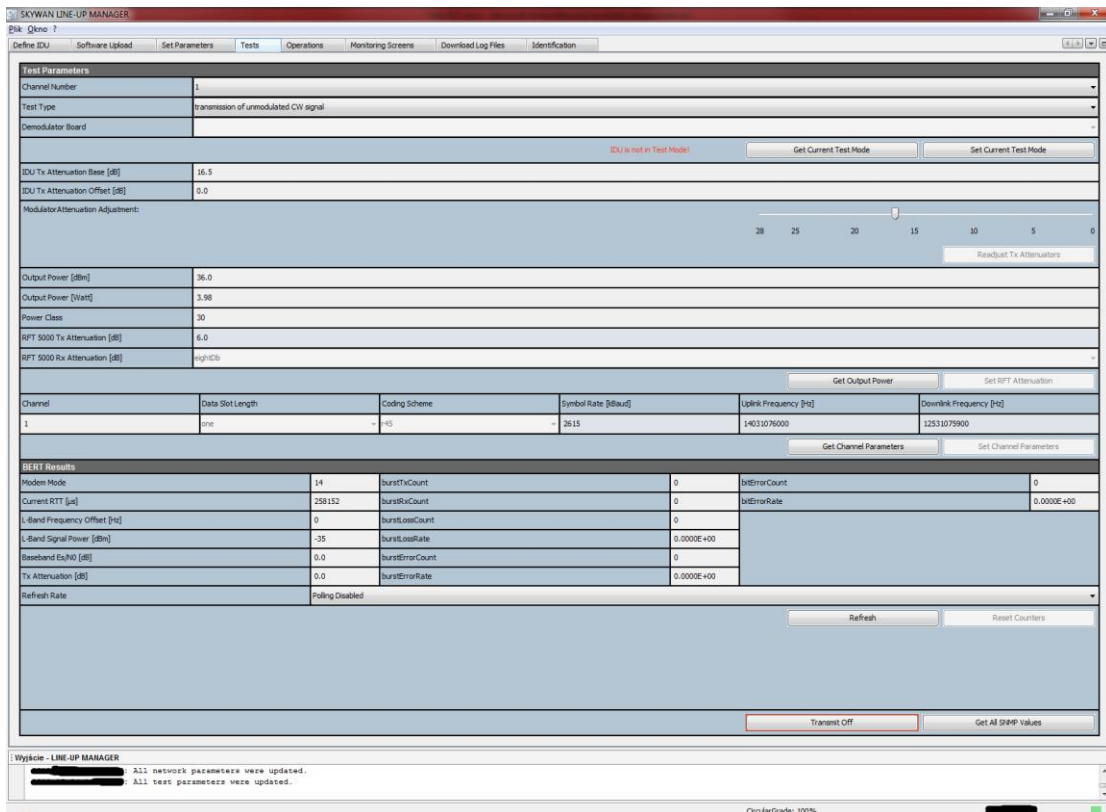 SKYWAN LINE-UP MANAGER
Plik Okno ?
Define IDU Software Upload Set Parameters Tests Operations Monitoring Screens Download Log Files Identification
Test Parameters
Channel Number 1
Test Type transmission of unmodulated CW signal
Demodulator Board
IDU is not in Test Mode! Get Current Test Mode Set Current Test Mode
IDU Tx Attenuation Base [dB] 16.5
IDU Tx Attenuation Offset [dB] 0.0
ModulatorAttenuation Adjustment:
28 25 20 15 10 5 0
Readjust Tx Attenuators
Output Power [dBm] 36.0
Output Power [Watt] 3.98
Power Class 30
RFT 5000 Tx Attenuation [dB] 6.0
RFT 5000 Rx Attenuation [dB] eightDb
Get Output Power Set RFT Attenuation
Channel Data Slot Length Coding Scheme Symbol Rate [kBaud] Uplink Frequency [Hz] Downlink Frequency [Hz]
1 one r45 2615 14031076000 12531075900
Get Channel Parameters Set Channel Parameters
BERT Results
Modem Mode 14 burstTxCount 0 bitErrorCount 0
Current RTT [µs] 258152 burstRxCount 0 bitErrorRate 0.0000E+00
L-Band Frequency Offset [Hz] 0 burstLossCount 0
L-Band Signal Power [dBm] -35 burstLossRate 0.0000E+00
Baseband Es/N0 [dB] 0.0 burstErrorCount 0
Tx Attenuation [dB] 0.0 burstErrorRate 0.0000E+00
Refresh Rate Polling Disabled
Refresh Reset Counters
Transmit Off Get All SNMP Values
Wyjście - LINE-UP MANAGER
: All network parameters were updated.
: All test parameters were updated.
CircularGrade: 100%